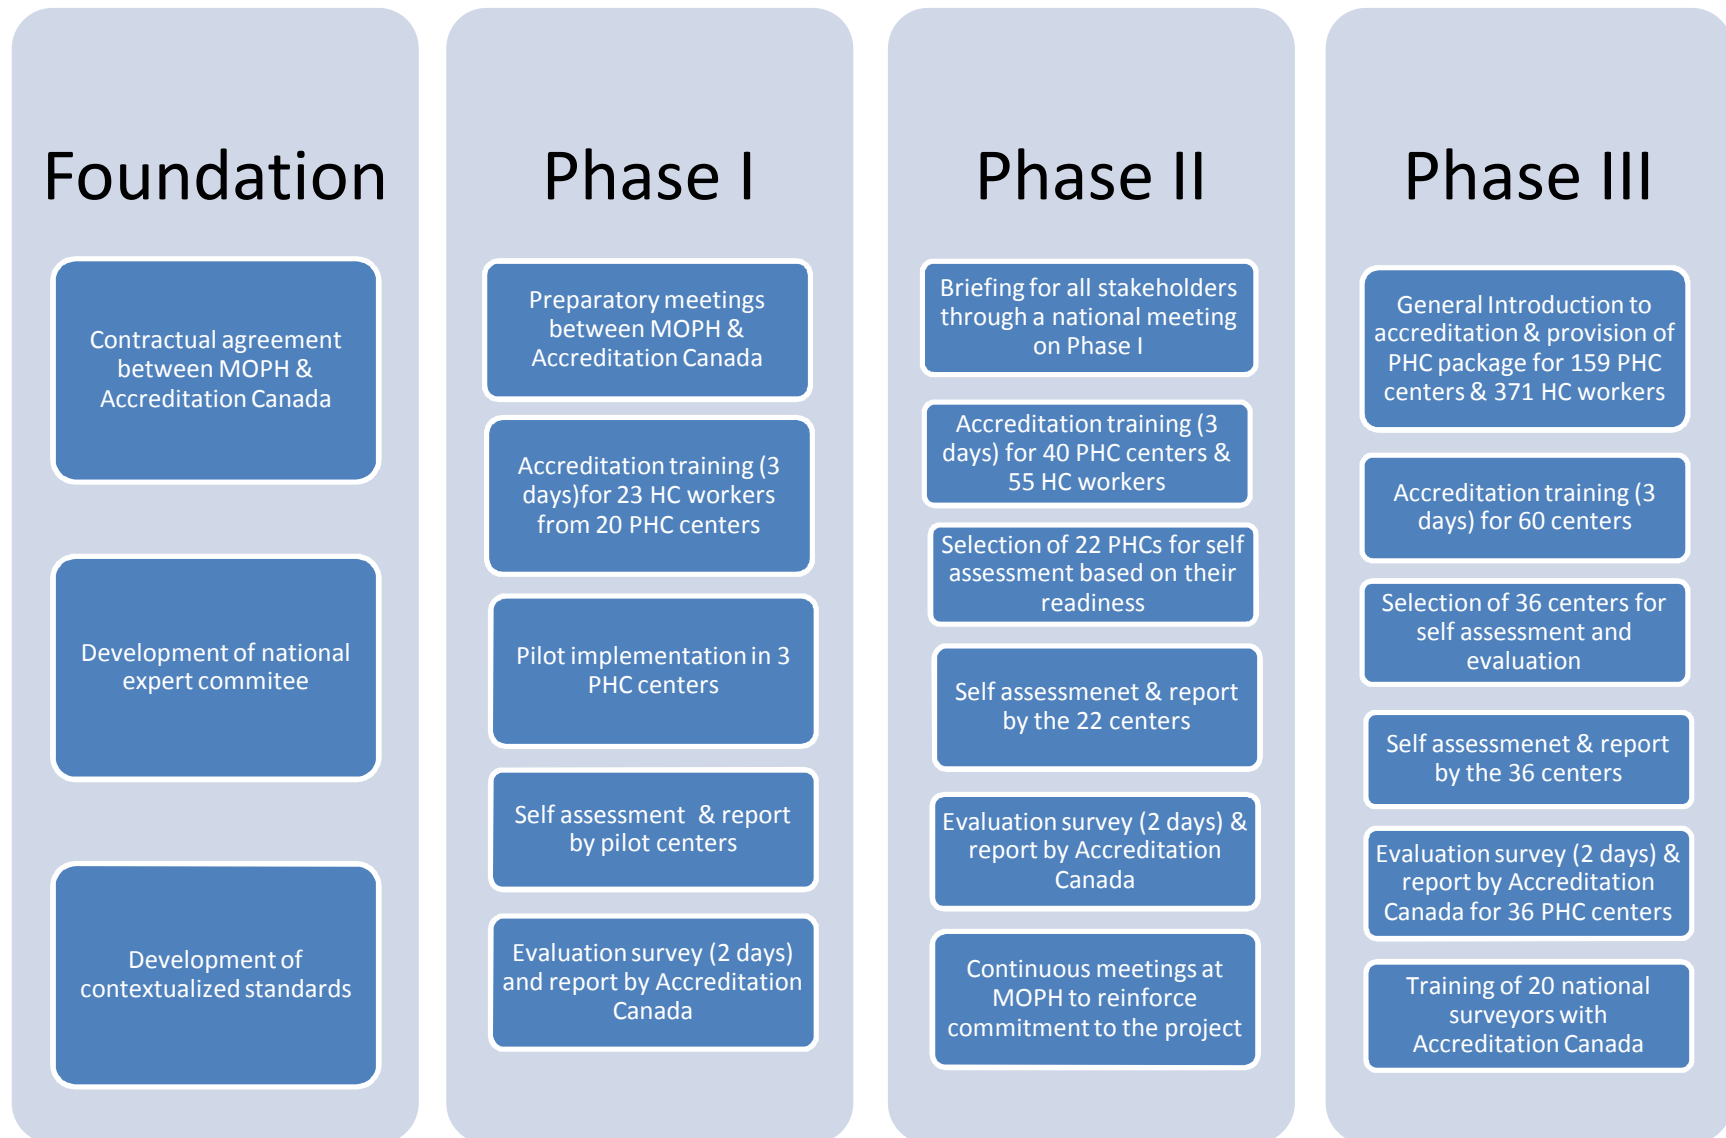 Foundation
Contractual agreement
between MOPH &
Accreditation Canada
Development of national
expert commitee
Development of
contextualized standards
Phase I
Preparatory meetings
between MOPH &
Accreditation Canada
Accreditation training (3
days)for 23 HC workers
from 20 PHC centers
Pilot implementation in 3
PHC centers
Self assessment & report
by pilot centers
Evaluation survey (2 days)
and report by Accreditation
Canada
Phase II
Briefing for all stakeholders
through a national meeting
on Phase I
Accreditation training (3
days) for 40 PHC centers &
55 HC workers
Selection of 22 PHCs for self
assessment based on their
readiness
Self assessmenet & report
by the 22 centers
Evaluation survey (2 days) &
report by Accreditation
Canada
Continuous meetings at
MOPH to reinforce
commitment to the project
Phase III
General Introduction to
accreditation & provision of
PHC package for 159 PHC
centers & 371 HC workers
Accreditation training (3
days) for 60 centers
Selection of 36 centers for
self assessment and
evaluation
Self assessmenet & report
by the 36 centers
Evaluation survey (2 days) &
report by Accreditation
Canada for 36 PHC centers
Training of 20 national
surveyors with
Accreditation Canada